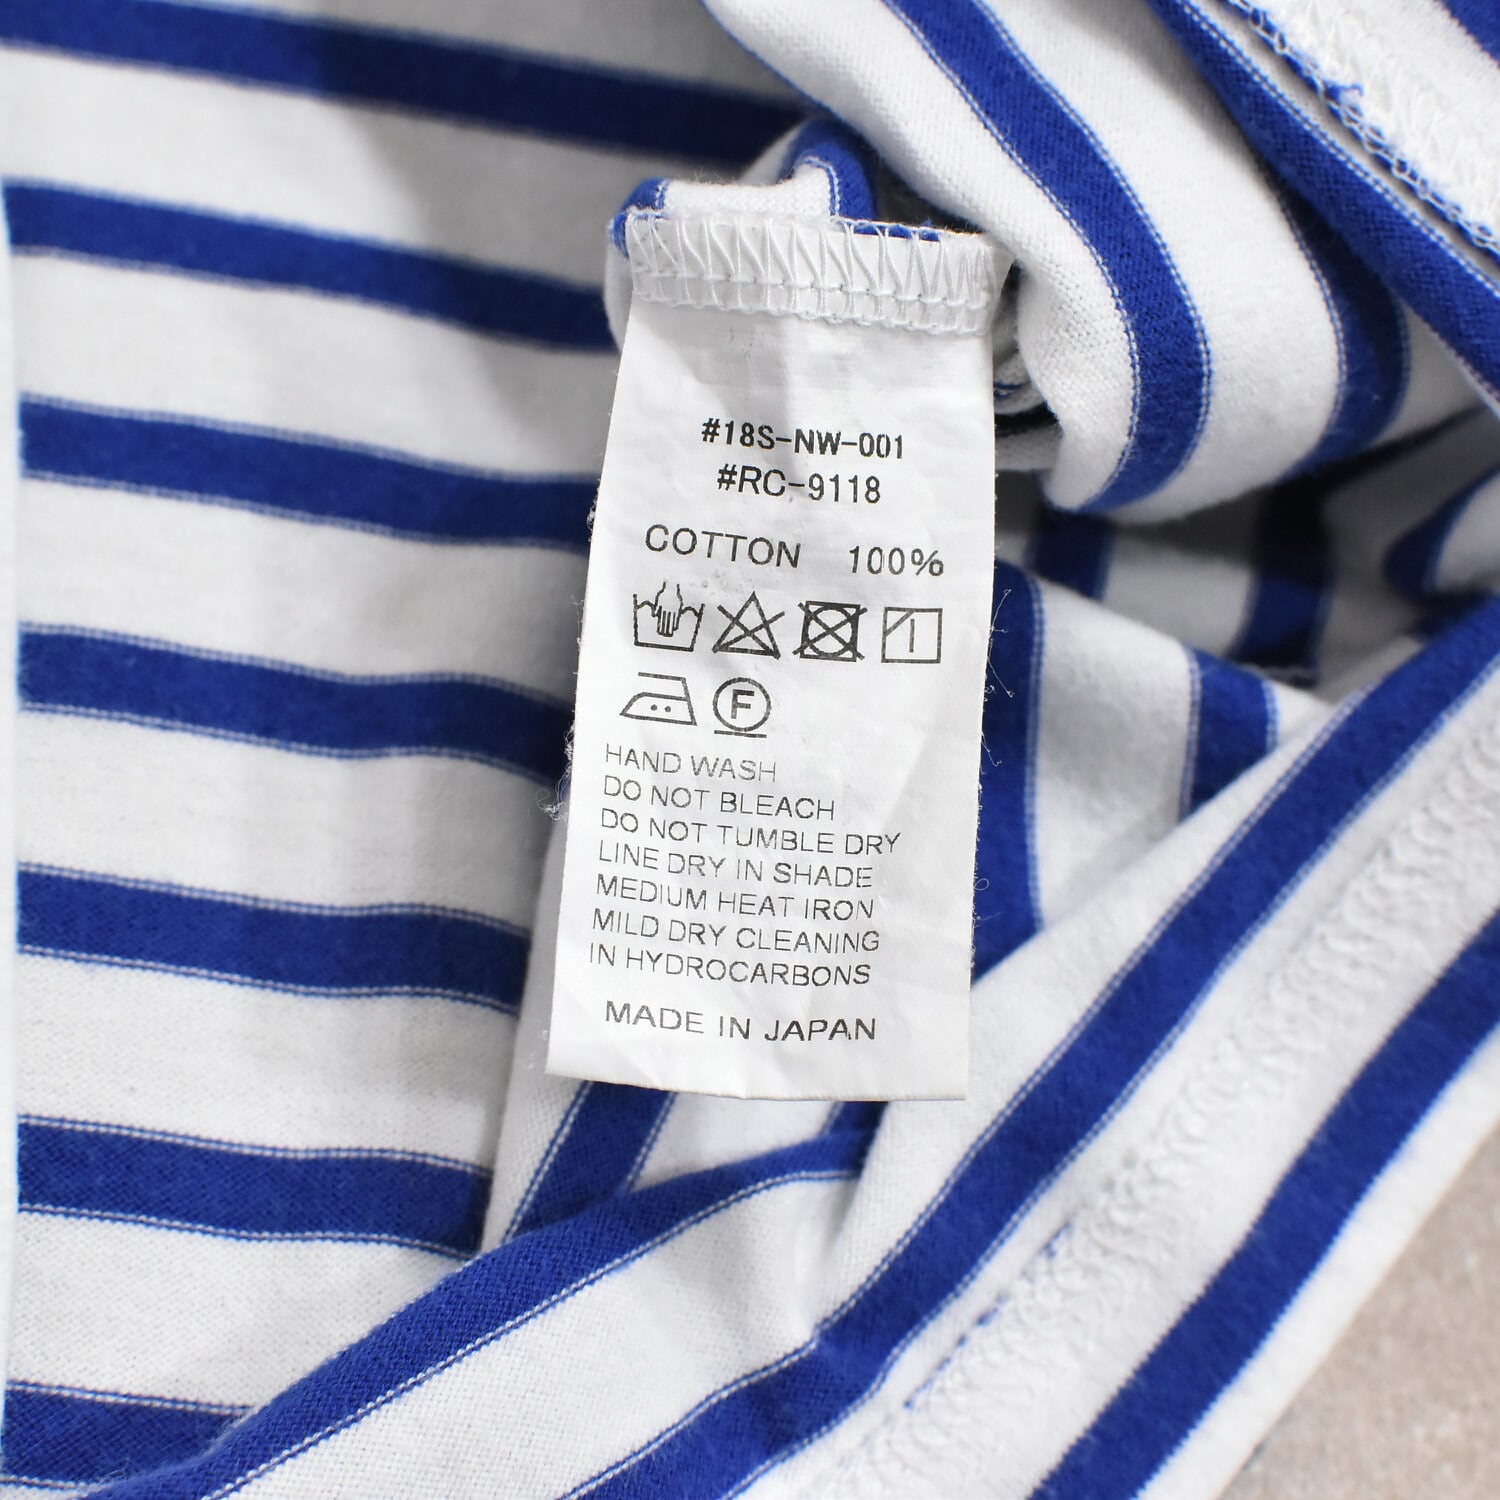 #18S-NW-001
#RC-9118
COTTON 100%
F
HAND WASH
DO NOT BLEACH
DO NOT TUMBLE DRY
LINE DRY IN SHADE
MEDIUM HEAT IRON
MILD DRY CLEANING
IN HYDROCARBONS
MADE IN JAPAN